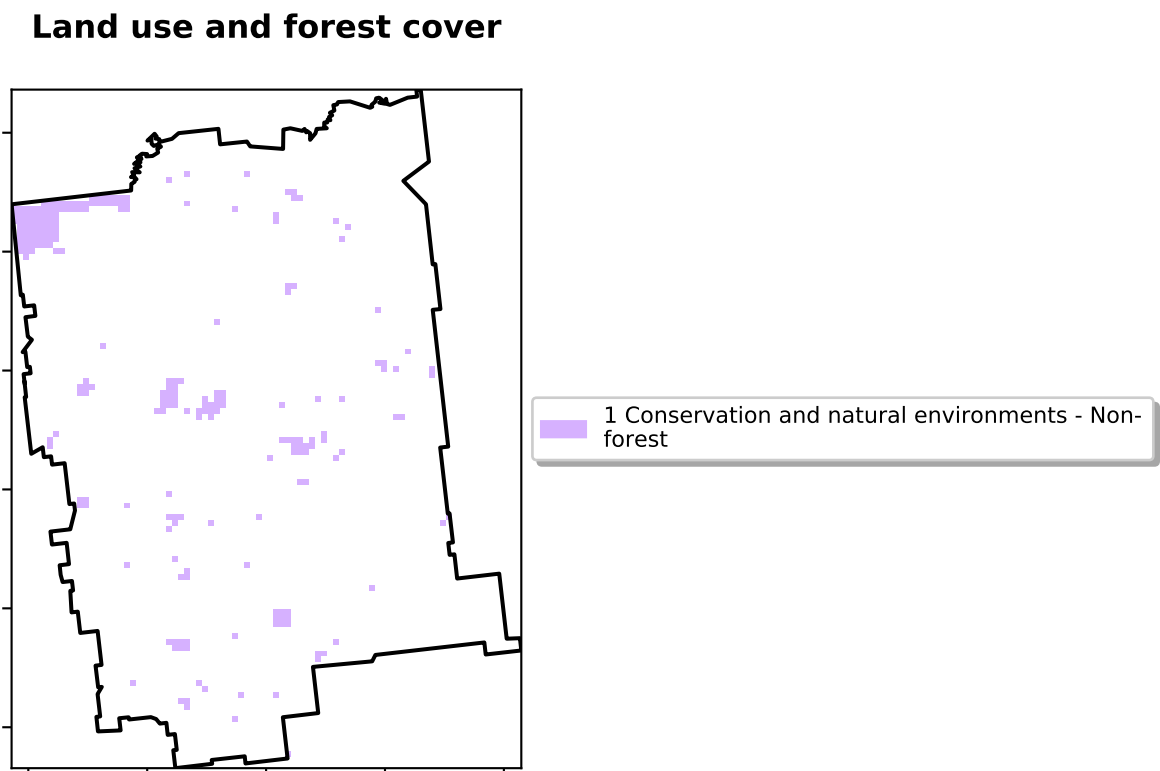 Land use and forest cover
1 Conservation and natural environments - Non-
forest